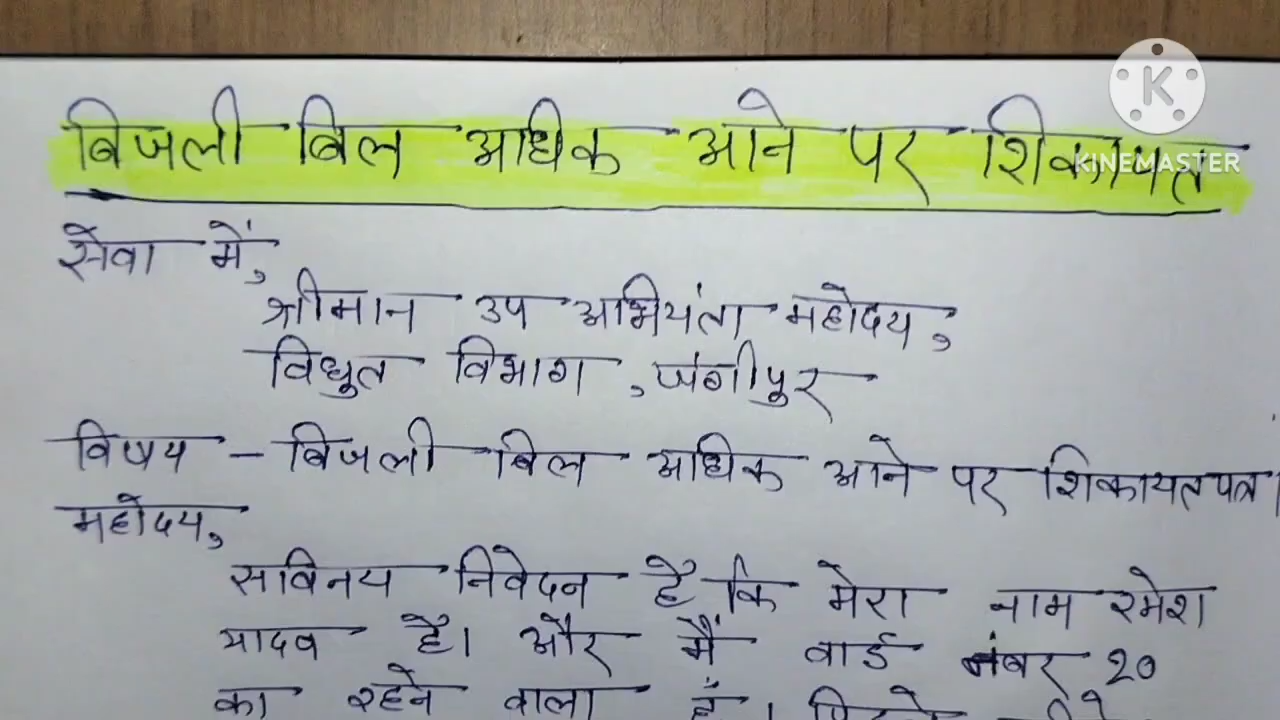 बिजली बिल अधिक आने पर शिकायत
KINEMASTER
सेवा में,
श्रीमान उप अभियंता महोदय,
विधुत विभाग, जंगीपुर
विषय - बिजली बिल अधिक आने पर शिकायतपत्र।
महोदय,
सविनय निवेदन है कि मेरा नाम रमेश
यादव है। और मैं वार्ड नंबर 20
का रहने वाला हूँ।